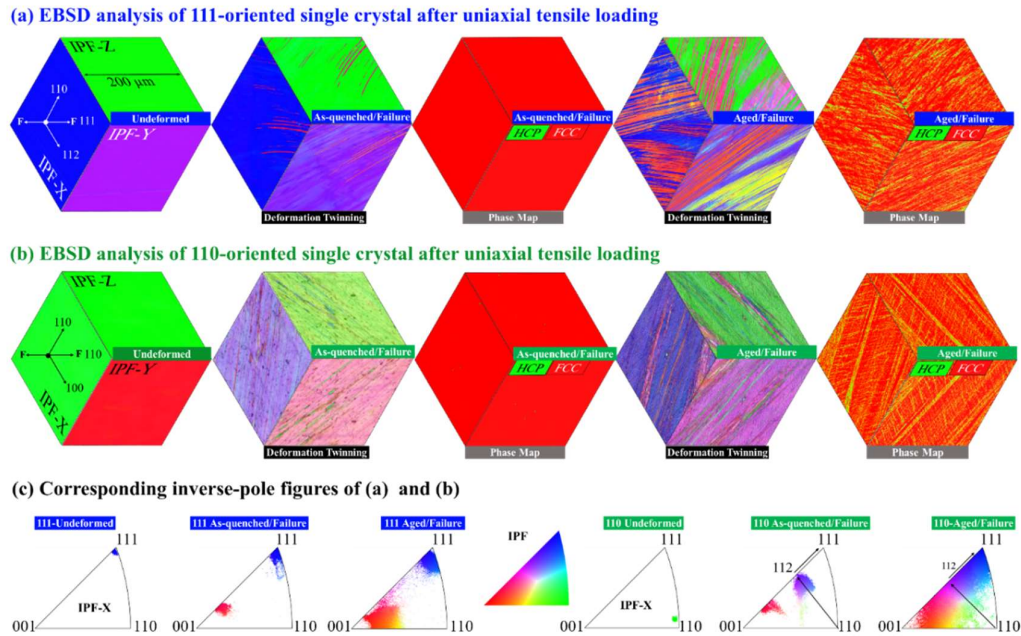 (a) EBSD analysis of 111-oriented single crystal after uniaxial tensile loading
IPF-Z
200 μm
110
F F 111
112
IPF-Y
IPF-X
Undeformed
As-quenched/Failure
Deformation Twinning
As-quenched/Failure
HCP FCC
Phase Map
Aged/Failure
Deformation Twinning
Aged/Failure
HCP FCC
Phase Map
(b) EBSD analysis of 110-oriented single crystal after uniaxial tensile loading
IPF-Z
110
F F 110
100
IPF-Y
IPF-X
Undeformed
As-quenched/Failure
Deformation Twinning
As-quenched/Failure
HCP FCC
Phase Map
Aged/Failure
Deformation Twinning
Aged/Failure
HCP FCC
Phase Map
(c) Corresponding inverse-pole figures of (a) and (b)
111-Undeformed
111
IPF-X
001 110
111 As-quenched/Failure
111
001 110
111 Aged/Failure
111
001 110
IPF
110 Undeformed
111
IPF-X
001 110
110 As-quenched/Failure
111
112
001 110
110-Aged/Failure
111
112
001 110